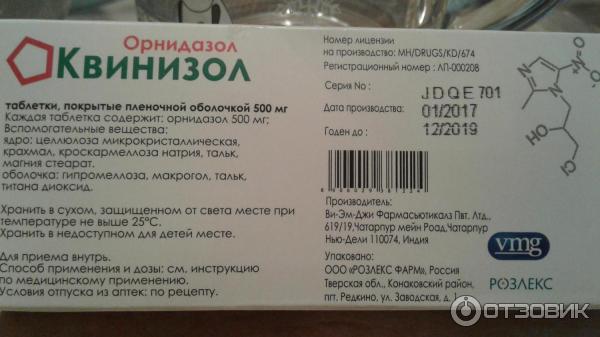 Орнидазол
Квинизол
таблетки, покрытые пленочной оболочкой 500 мг
Каждая таблетка содержит: орнидазол 500 мг;
Вспомогательные вещества:
ядро: целлюлоза микрокристаллическая,
крахмал, кроскармеллоза натрия, тальк,
магния стеарат.
оболочка: гипромеллоза, макрогол, тальк,
титана диоксид.
Хранить в сухом, защищенном от света месте при
температуре не выше 25°С.
Хранить в недоступном для детей месте.
Для приема внутрь.
Способ применения и дозы: см. инструкцию
по медицинскому применению.
Условия отпуска из аптек: по рецепту.
Номер лицензии
на производство: MH/DRUGS/KD/674
Регистрационный номер : ЛП-000208
Серия No : JDQE701
Дата производства: 01/2017
Годен до : 12/2019
Производитель:
Ви-Эм-Джи Фармасьютикалз Пвт. Лтд.,
619/19,Чатарпур мейн Роад,Чатарпур
Нью-Дели 110074, Индия
Упаковано:
ООО «РОЗЛЕКС ФАРМ», Россия
Тверская обл., Конаковский район,
пгт. Редкино, ул. Заводская, д.
N
N
N
O
O
OH
Cl
vmg
РОЗЛЕКС
ОТЗОВИК